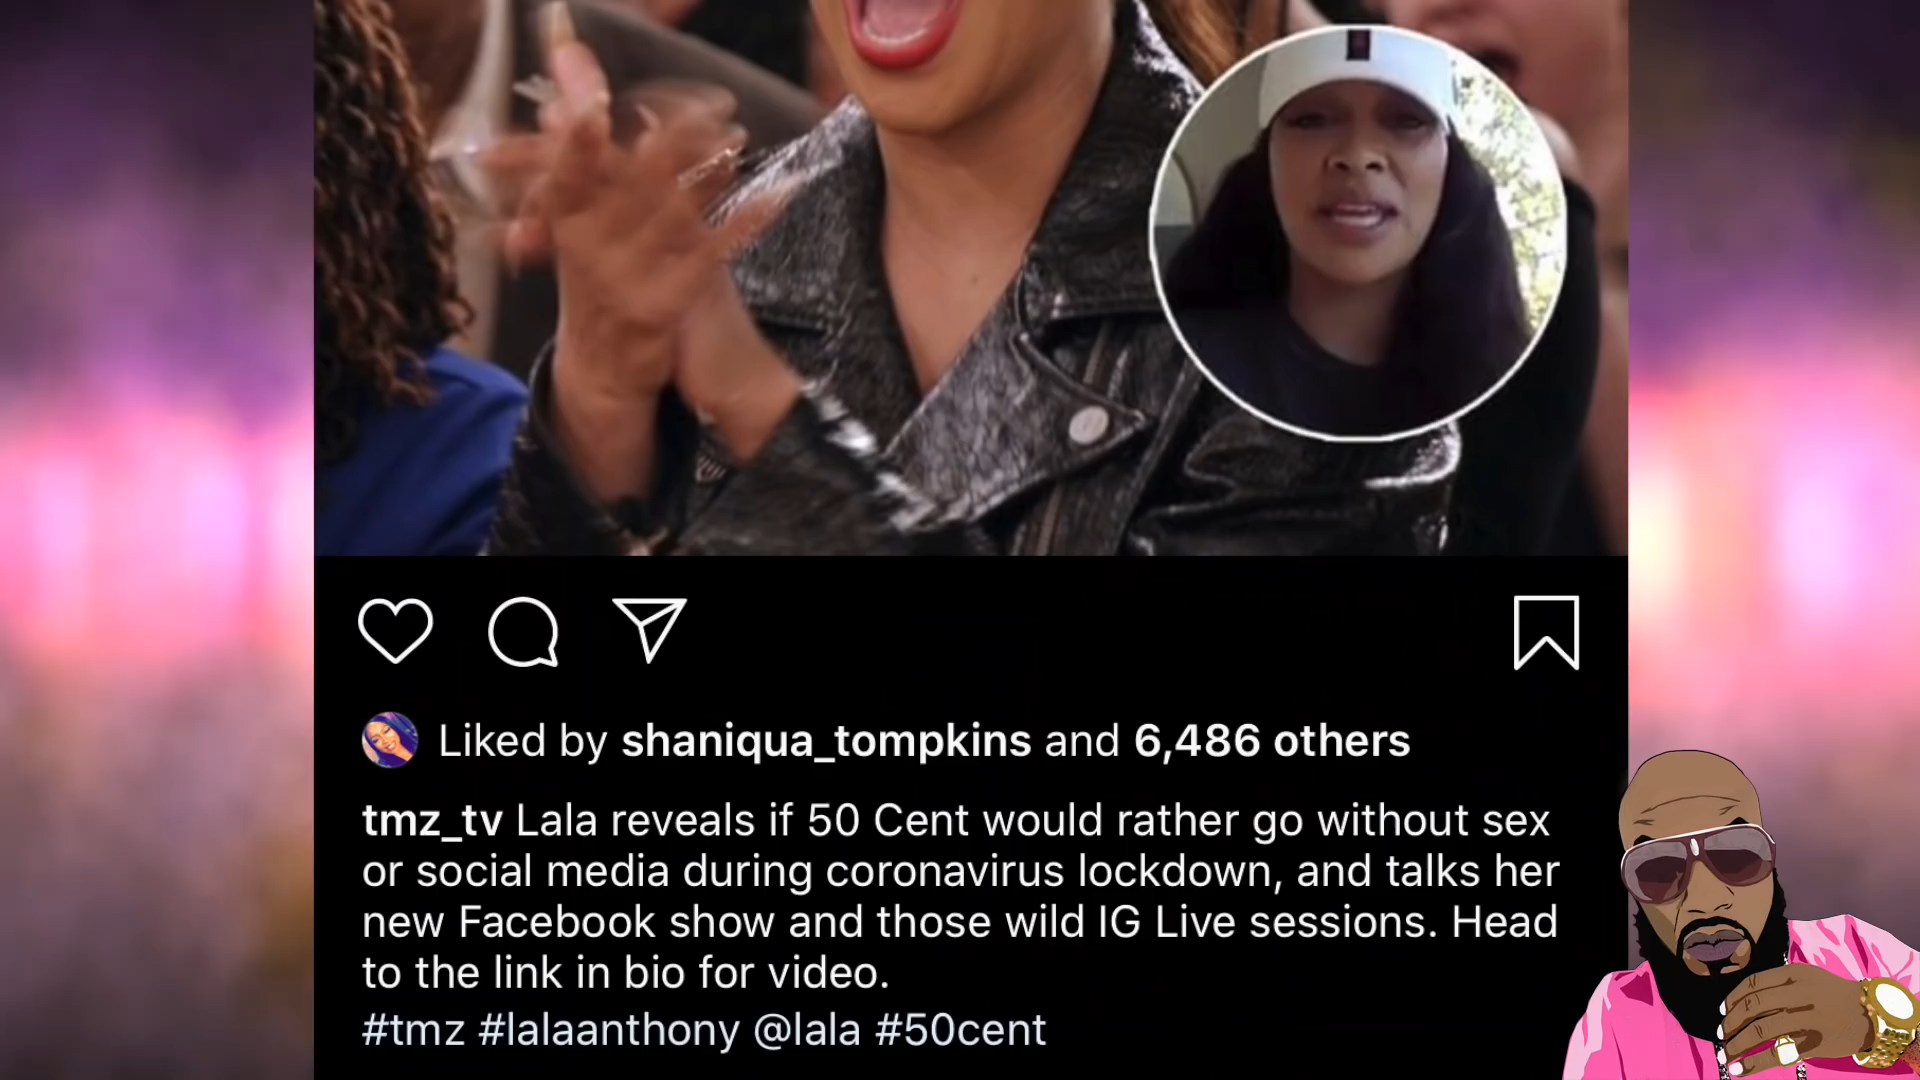 Liked by shaniqua_tompkins and 6,486 others
tmz_tv Lala reveals if 50 Cent would rather go without sex
or social media during coronavirus lockdown, and talks her
new Facebook show and those wild IG Live sessions. Head
to the link in bio for video.
#tmz #lalaanthony @lala #50cent